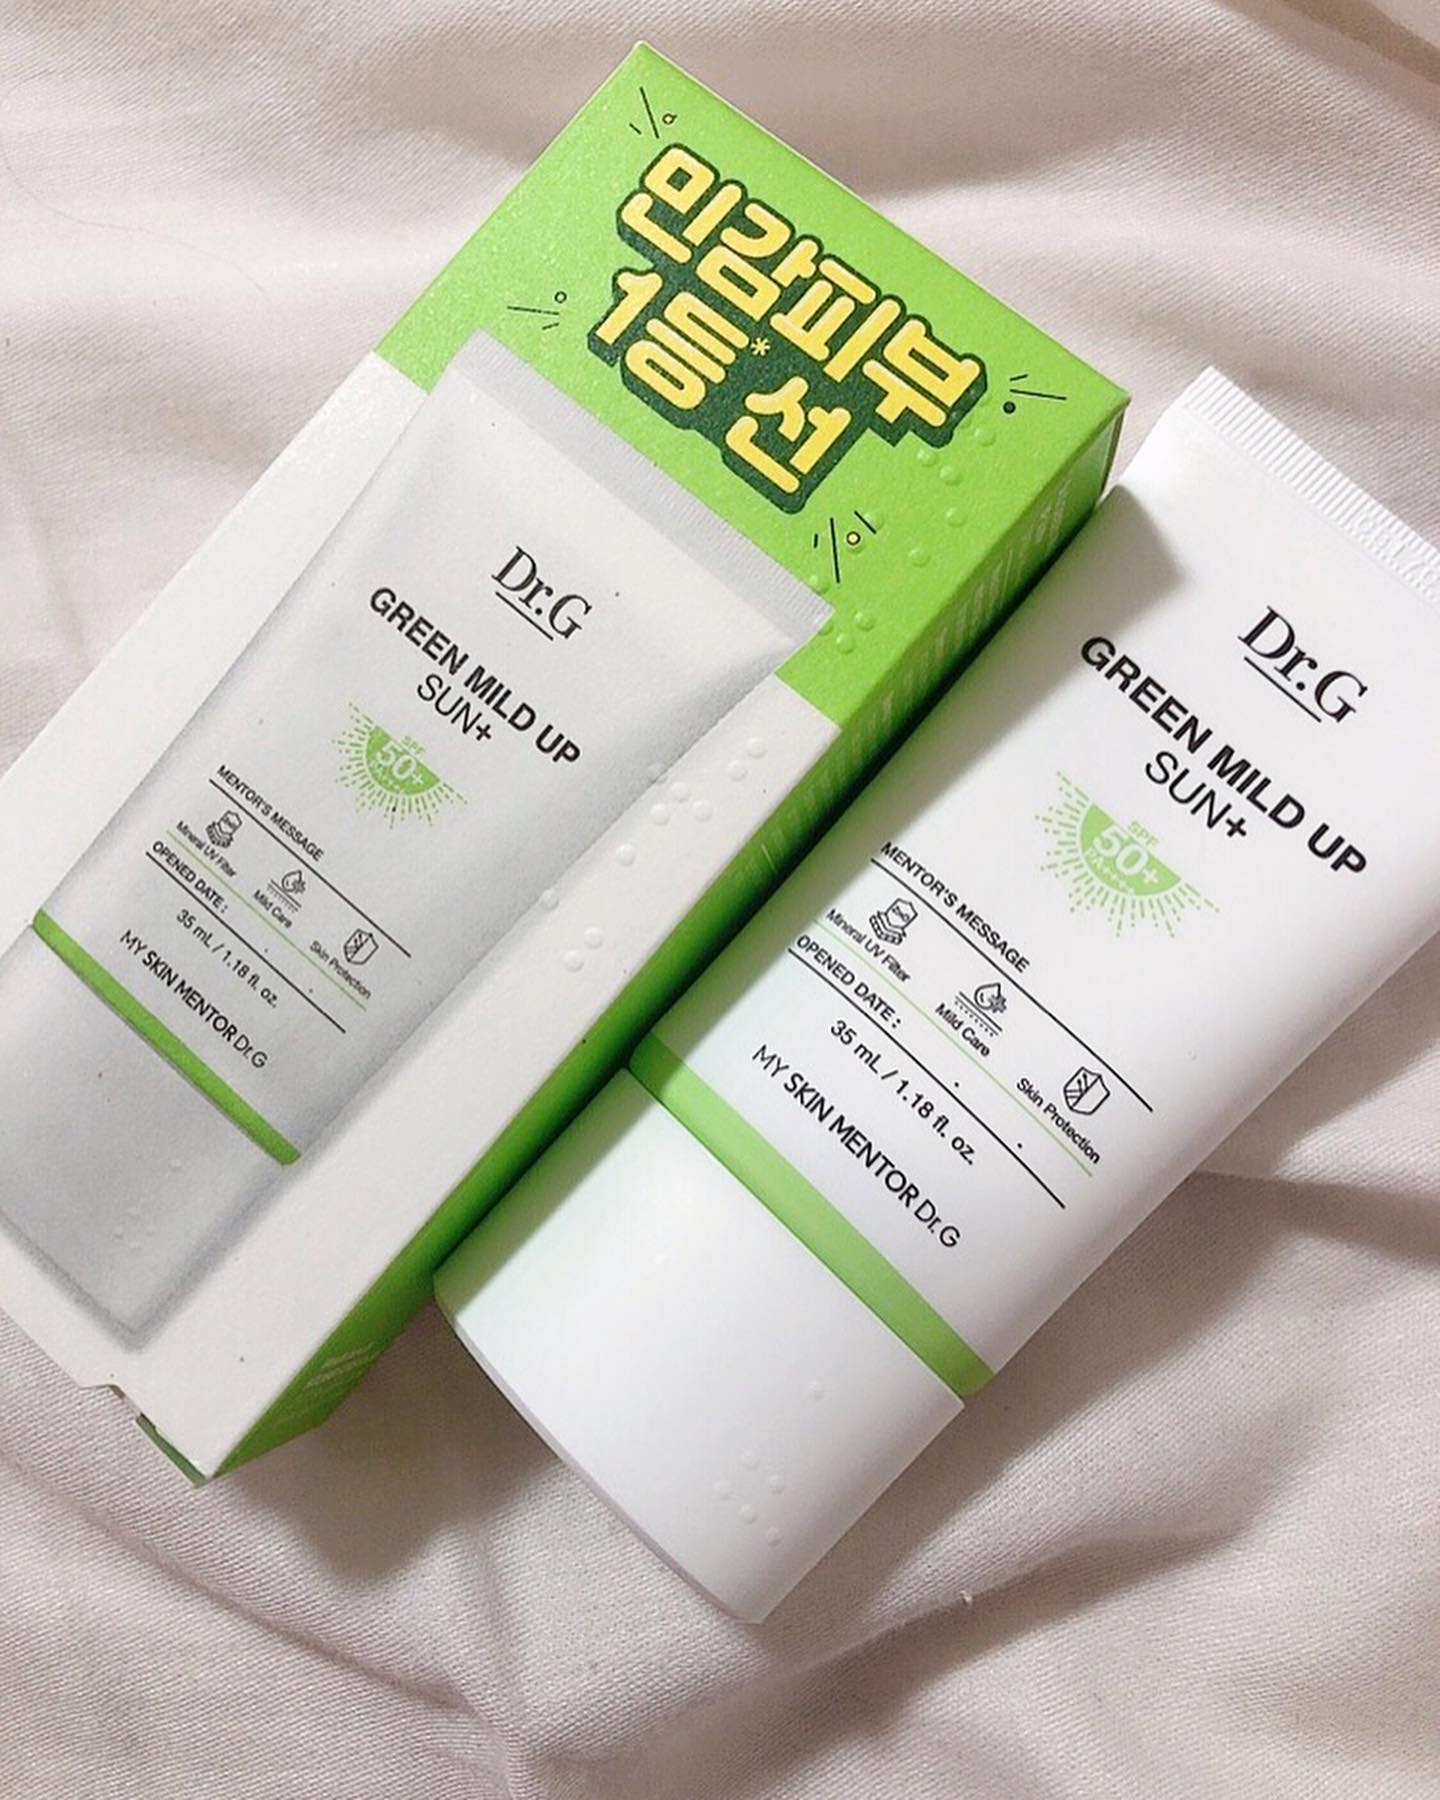 민감피부
1등* 선
Dr.G
GREEN MILD UP
SUN+
SPF
50+
PA++++
MENTOR'S MESSAGE
Mineral UV Filter
Mild Care
Skin Protection
OPENED DATE : . .
35 mL / 1.18 fl. oz.
MY SKIN MENTOR Dr.G
Dr.G
GREEN MILD UP
SUN+
SPF
50+
PA++++
MENTOR'S MESSAGE
Mineral UV Filter
Mild Care
Skin Protection
OPENED DATE : . .
35 mL / 1.18 fl. oz.
MY SKIN MENTOR Dr.G